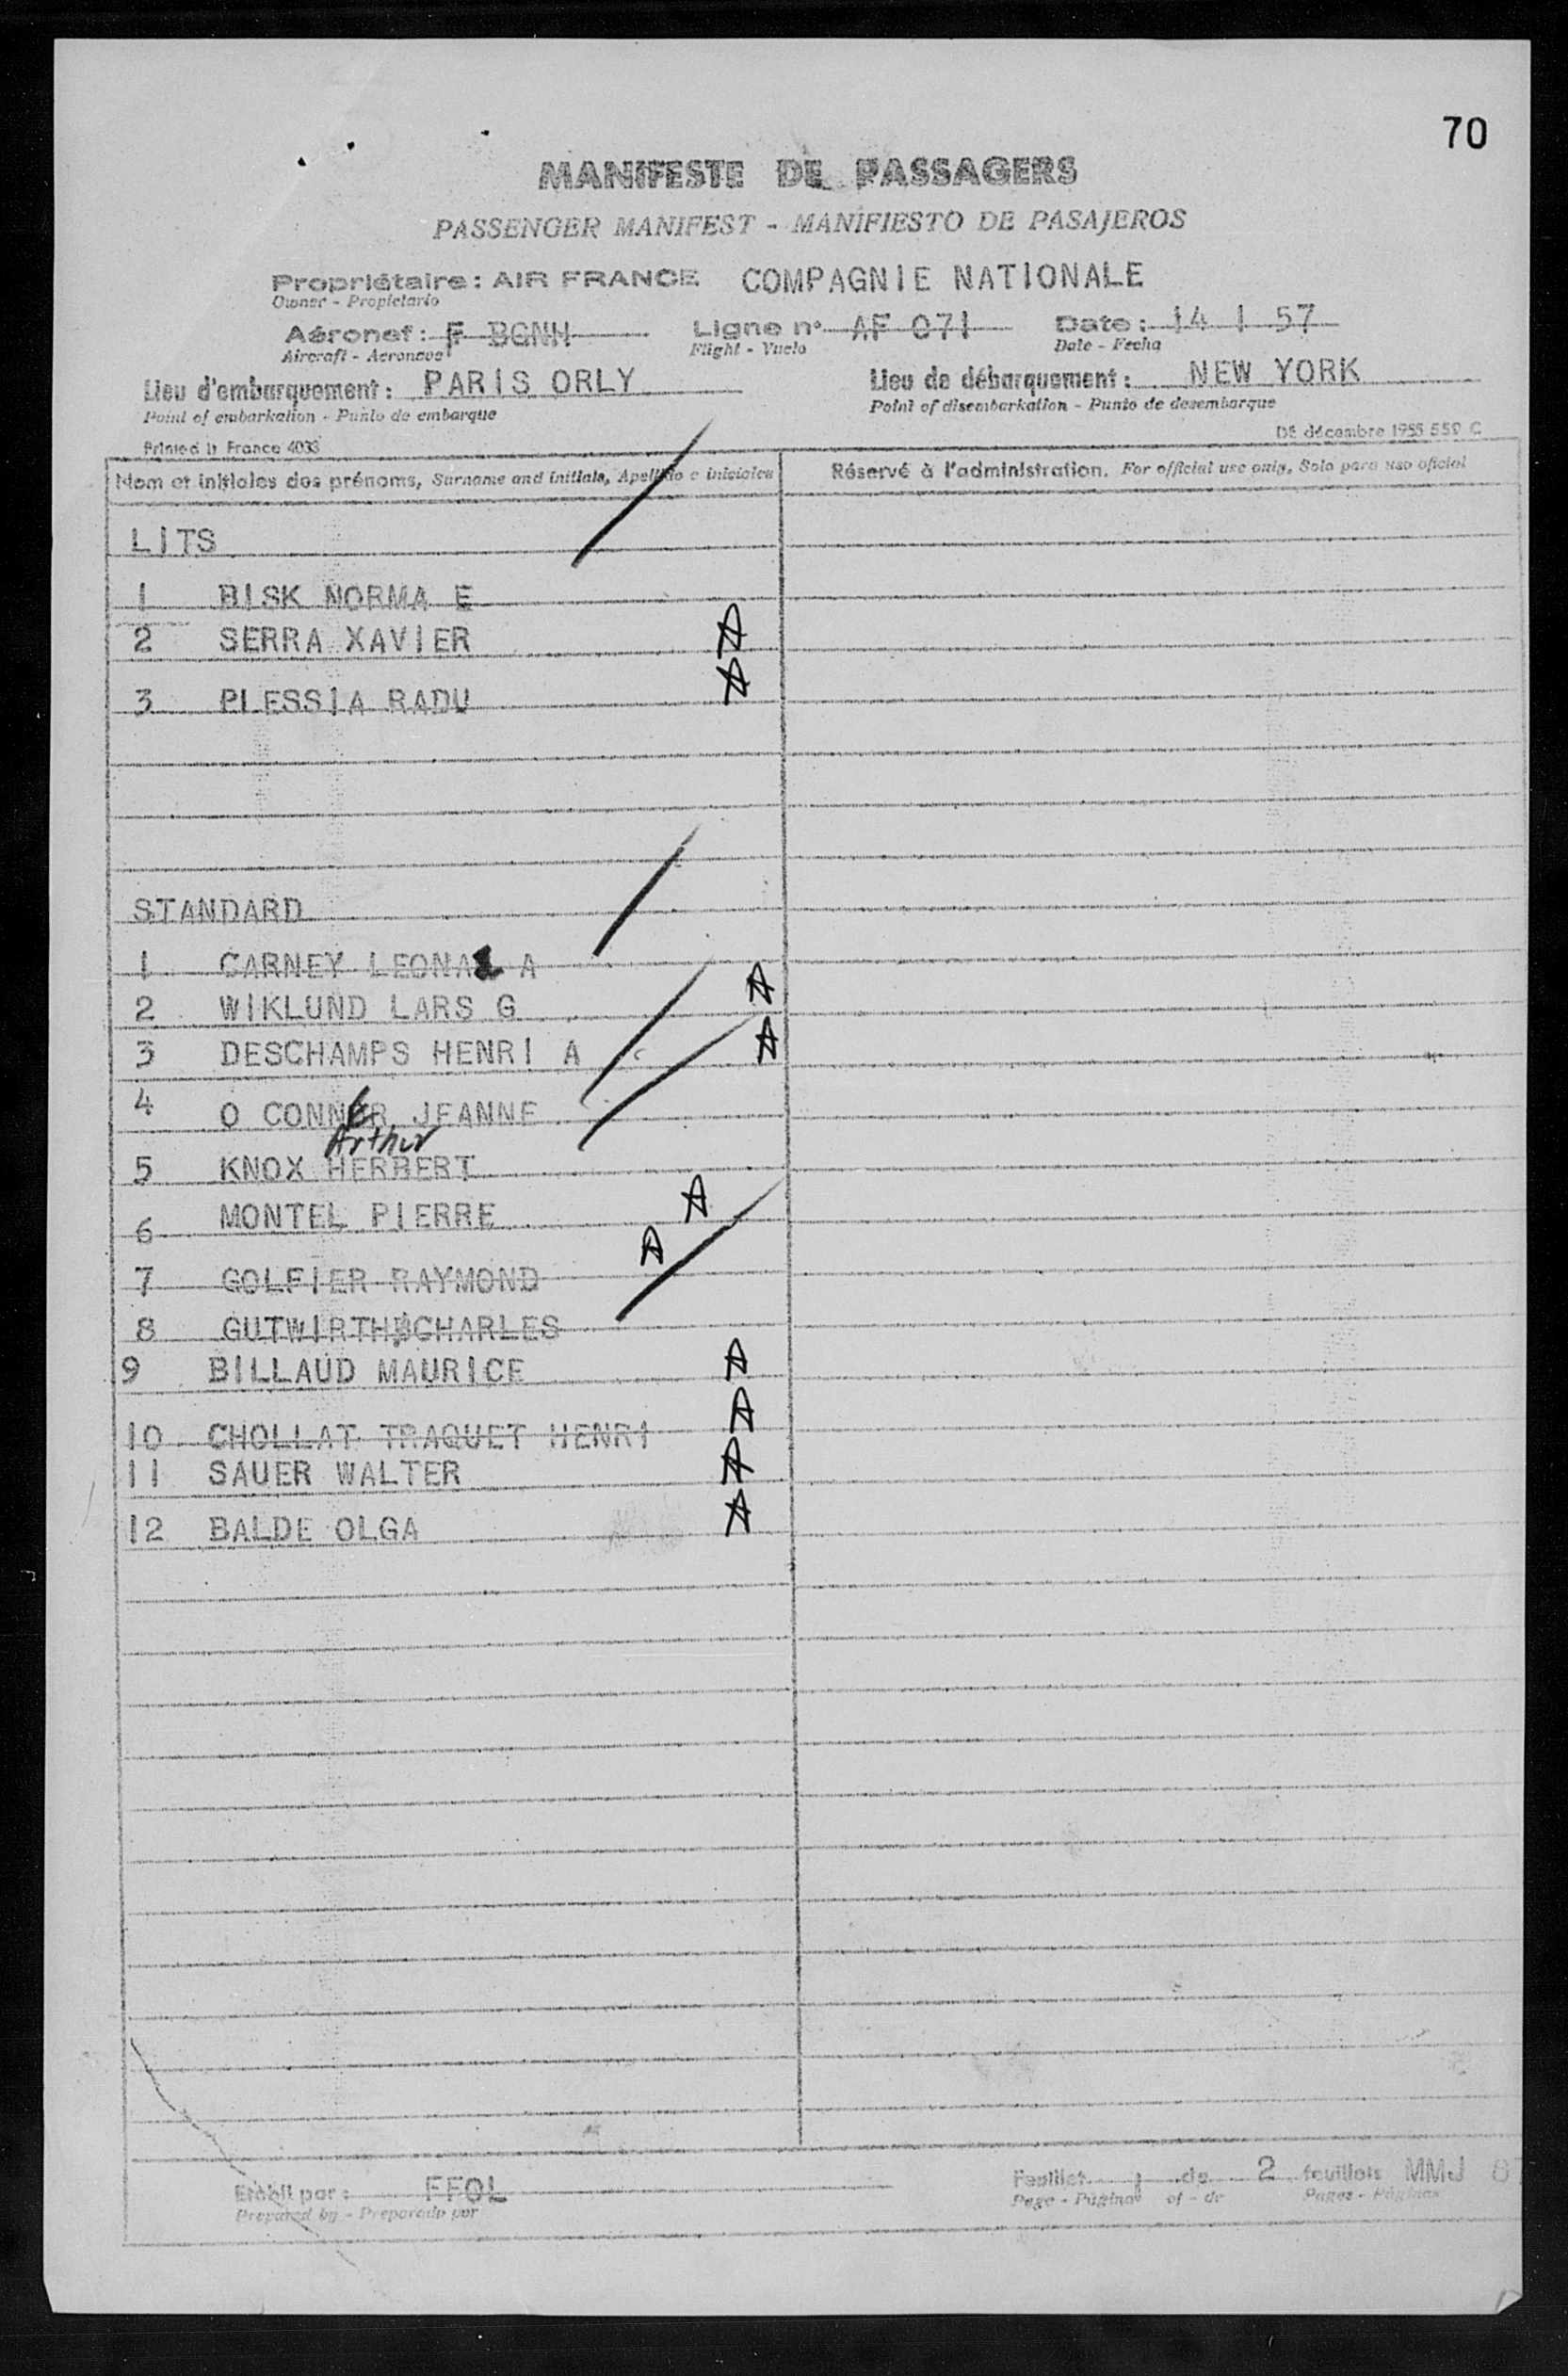 70
MANIFESTE DE PASSAGERS
PASSENGER MANIFEST - MANIFIESTO DE PASAJEROS
Propriétaire: AIR FRANCE COMPAGNIE NATIONALE
Owner - Propietario
Aéronef: F BGNH Ligne n° AF 071 Date: 14 1 57
Aircraft - Aeronave Flight - Vuelo Date - Fecha
Lieu d'embarquement: PARIS ORLY Lieu de débarquement: NEW YORK
Point of embarkation - Punto de embarque Point of disembarkation - Punto de desembarque
Printed in France 4033 DE décembre 1955 559 C
Nom et initiales des prénoms, Surname and initials, Apellido e iniciales Réservé à l'administration. For official use only, Solo para uso oficial
LITS
1 BISK NORMA E
2 SERRA XAVIER A
3 PLESSIA RADU A
STANDARD
1 CARNEY LEONA A
2 WIKLUND LARS G A
3 DESCHAMPS HENRI A A
4 O CONNER JEANNE
Arthur
5 KNOX HERBERT
6 MONTEL PIERRE A
7 GOLFIER RAYMOND A
8 GUTWIRTH CHARLES
9 BILLAUD MAURICE A
10 CHOLLAT TRAQUET HENRI A
11 SAUER WALTER A
12 BALDE OLGA A
Etabli par: FFOL Feuillet 1 de 2 feuillets MMJ
Prepared by - Preparado por Page - Página of - de Pages - Páginas